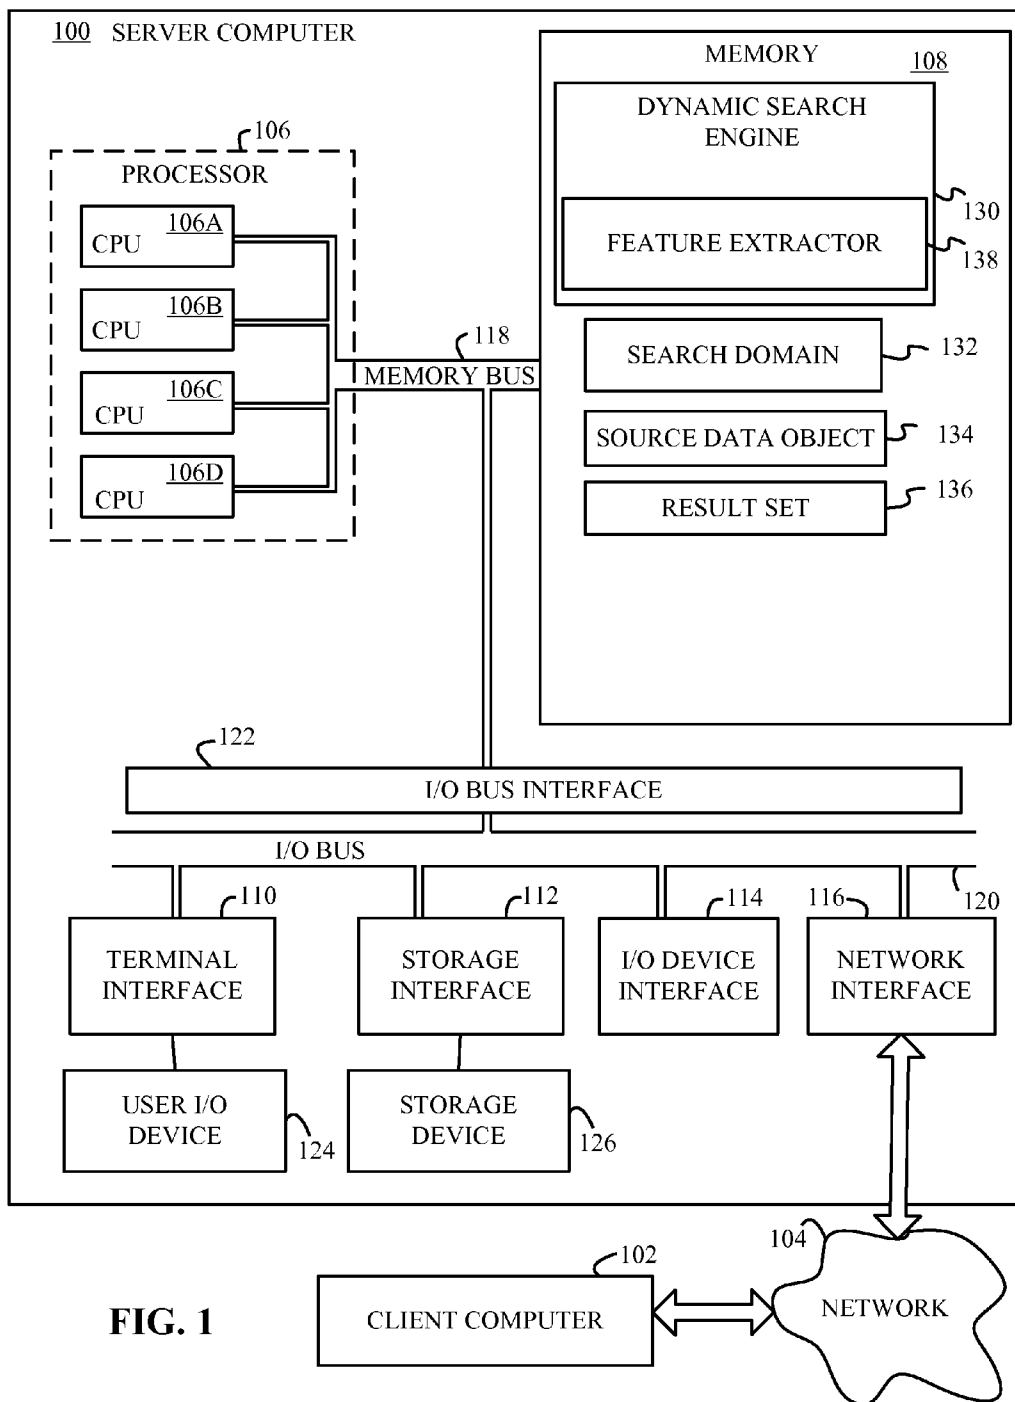 100 SERVER COMPUTER
MEMORY
108
DYNAMIC SEARCH
ENGINE
130
FEATURE EXTRACTOR
138
SEARCH DOMAIN
132
SOURCE DATA OBJECT
134
RESULT SET
136
106
PROCESSOR
106A
CPU
106B
CPU
106C
CPU
106D
CPU
118
MEMORY BUS
122
I/O BUS INTERFACE
I/O BUS
120
110
TERMINAL
INTERFACE
112
STORAGE
INTERFACE
114
I/O DEVICE
INTERFACE
116
NETWORK
INTERFACE
USER I/O
DEVICE
124
STORAGE
DEVICE
126
102
CLIENT COMPUTER
104
NETWORK
FIG. 1